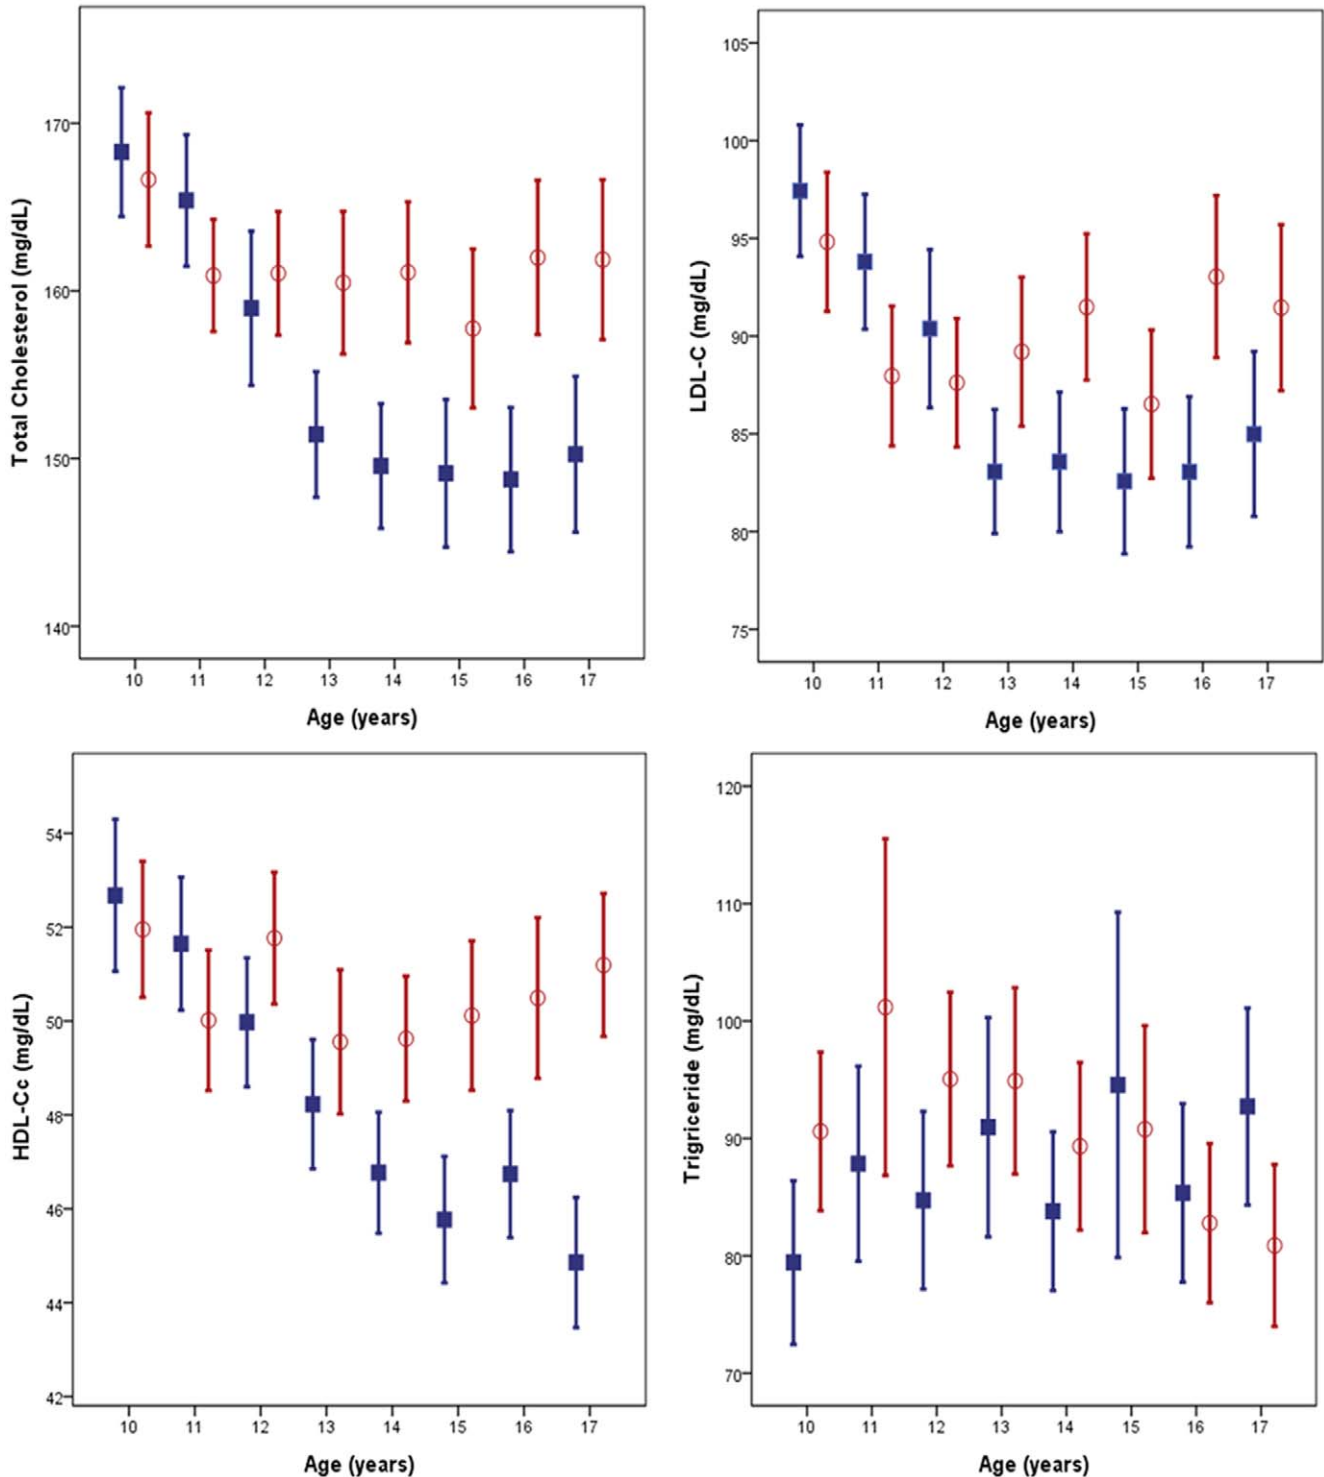 Total Cholesterol (mg/dL)
170
160
150
140
10 11 12 13 14 15 16 17
Age (years)
LDL-C (mg/dL)
105
100
95
90
85
80
75
10 11 12 13 14 15 16 17
Age (years)
HDL-Cc (mg/dL)
54
52
50
48
46
44
42
10 11 12 13 14 15 16 17
Age (years)
Trigriceride (mg/dL)
120
110
100
90
80
70
10 11 12 13 14 15 16 17
Age (years)